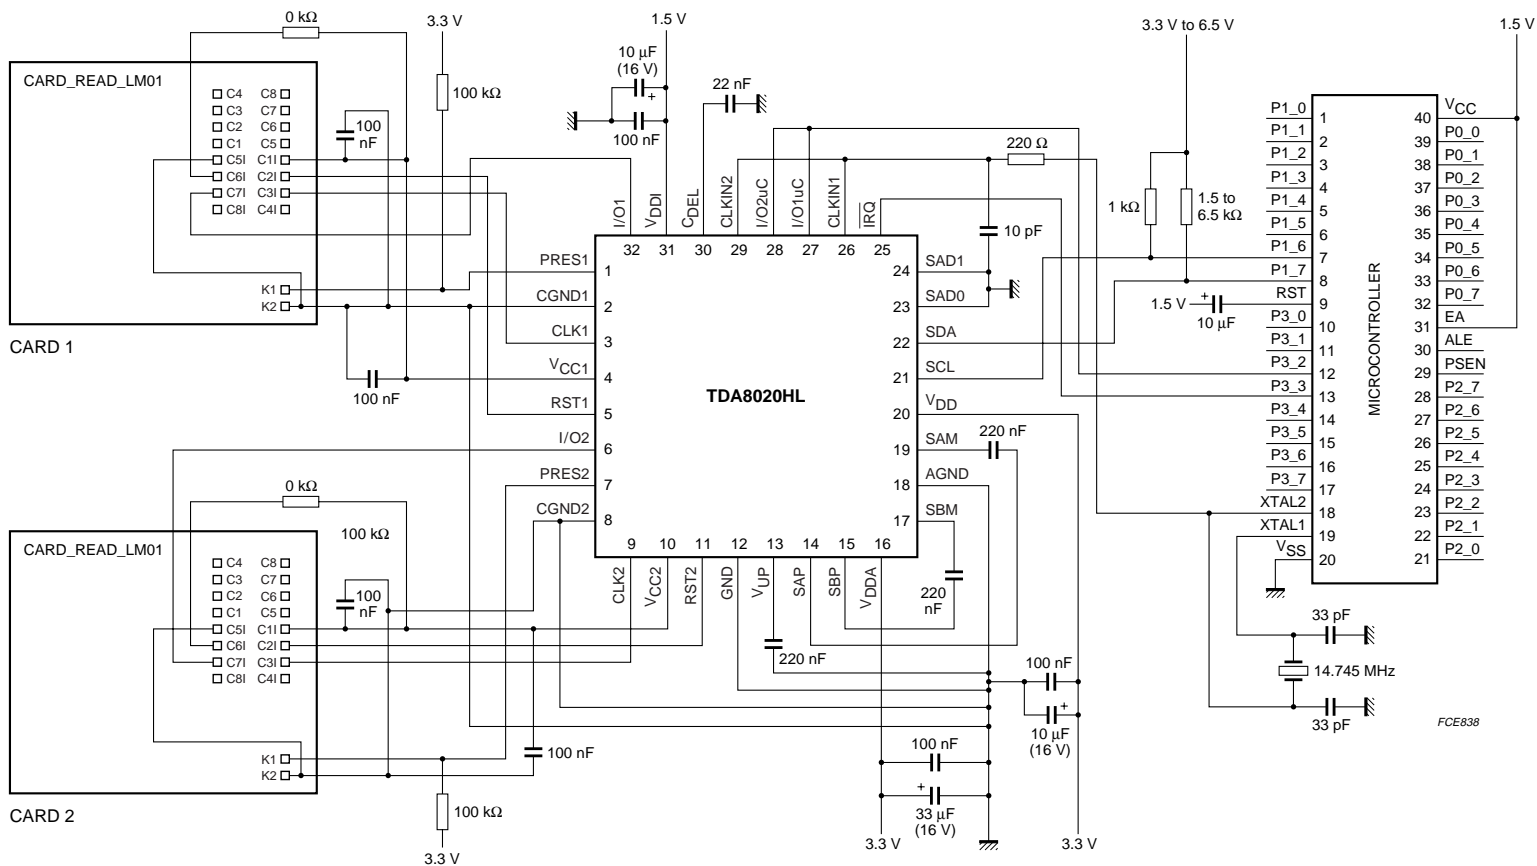 0 kΩ
3.3 V
1.5 V
3.3 V to 6.5 V
1.5 V
CARD_READ_LM01
C4 C8
C3 C7
C2 C6
C1 C5
C5I C1I
C6I C2I
C7I C3I
C8I C4I
K1
K2
CARD 1
100 nF
100 kΩ
100 nF
10 μF (16 V)
+
100 nF
22 nF
220 Ω
10 pF
1 kΩ
1.5 to 6.5 kΩ
I/O1
VDDI
CDEL
CLKIN2
I/O2uC
I/O1uC
CLKIN1
IRQ
32 31 30 29 28 27 26 25
PRES1 1
CGND1 2
CLK1 3
VCC1 4
RST1 5
I/O2 6
PRES2 7
CGND2 8
TDA8020HL
24 SAD1
23 SAD0
22 SDA
21 SCL
20 VDD
19 SAM
18 AGND
17 SBM
9 10 11 12 13 14 15 16
CLK2
VCC2
RST2
GND
VUP
SAP
SBP
VDDA
220 nF
220 nF
220 nF
100 nF
10 μF (16 V)
+
100 nF
+
33 μF (16 V)
3.3 V
3.3 V
0 kΩ
100 kΩ
CARD_READ_LM01
C4 C8
C3 C7
C2 C6
C1 C5
C5I C1I
C6I C2I
C7I C3I
C8I C4I
K1
K2
CARD 2
100 nF
100 nF
100 kΩ
3.3 V
MICROCONTROLLER
P1_0 1
P1_1 2
P1_2 3
P1_3 4
P1_4 5
P1_5 6
P1_6 7
P1_7 8
RST 9
P3_0 10
P3_1 11
P3_2 12
P3_3 13
P3_4 14
P3_5 15
P3_6 16
P3_7 17
XTAL2 18
XTAL1 19
VSS 20
1.5 V
+
10 μF
40 VCC
39 P0_0
38 P0_1
37 P0_2
36 P0_3
35 P0_4
34 P0_5
33 P0_6
32 P0_7
31 EA
30 ALE
29 PSEN
28 P2_7
27 P2_6
26 P2_5
25 P2_4
24 P2_3
23 P2_2
22 P2_1
21 P2_0
33 pF
14.745 MHz
33 pF
FCE838